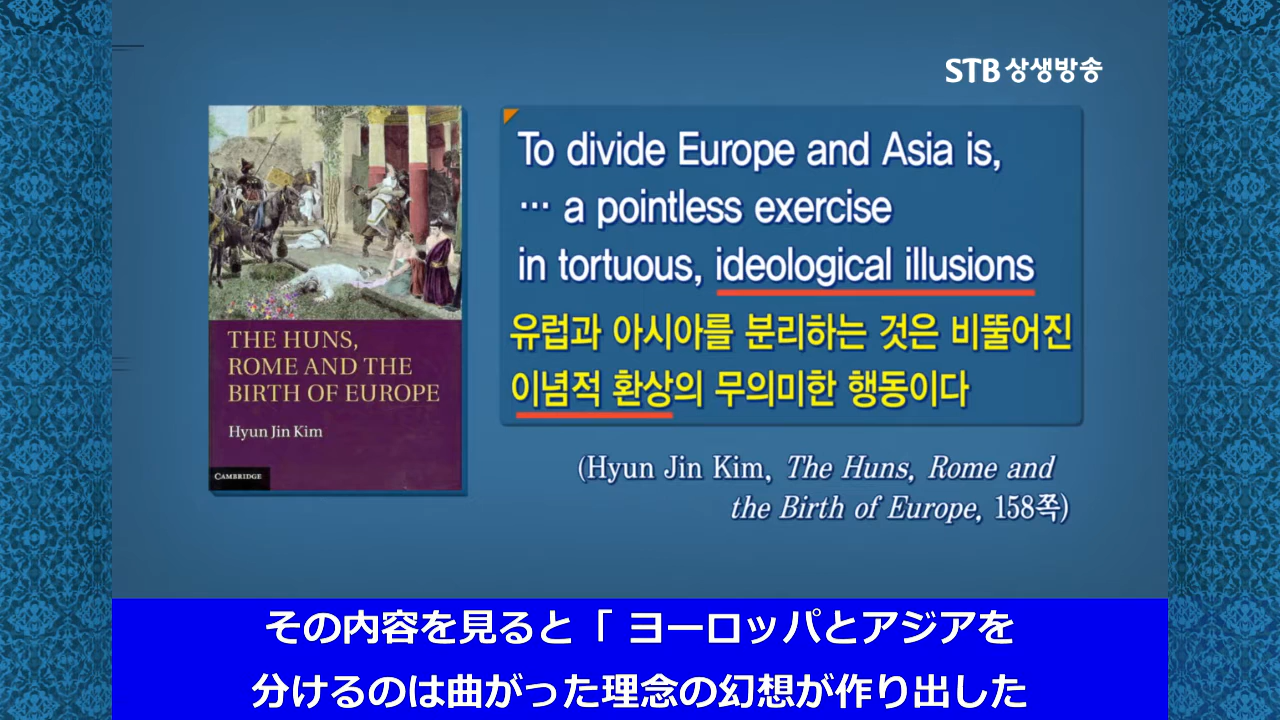 STB 상생방송
To divide Europe and Asia is,
… a pointless exercise
in tortuous, ideological illusions
유럽과 아시아를 분리하는 것은 비뚤어진
이념적 환상의 무의미한 행동이다
THE HUNS,
ROME AND THE
BIRTH OF EUROPE
Hyun Jin Kim
CAMBRIDGE
(Hyun Jin Kim, The Huns, Rome and
the Birth of Europe, 158쪽)
その内容を見ると「 ヨーロッパとアジアを
分けるのは曲がった理念の幻想が作り出した